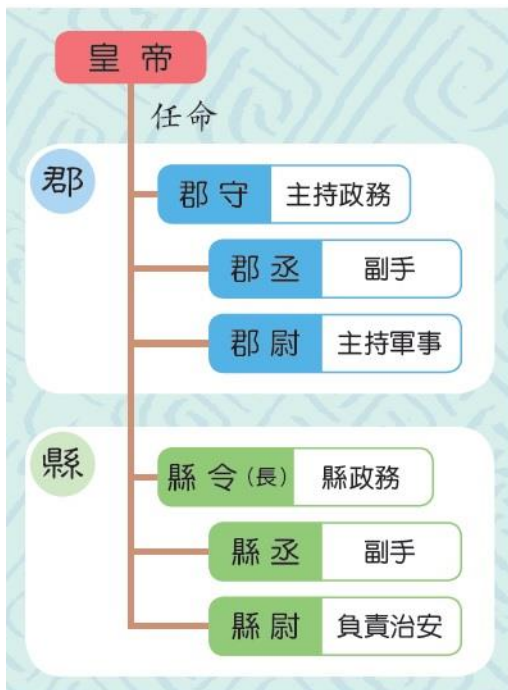 皇帝
任命
郡
郡守 主持政務
郡丞 副手
郡尉 主持軍事
縣
縣令(長) 縣政務
縣丞 副手
縣尉 負責治安